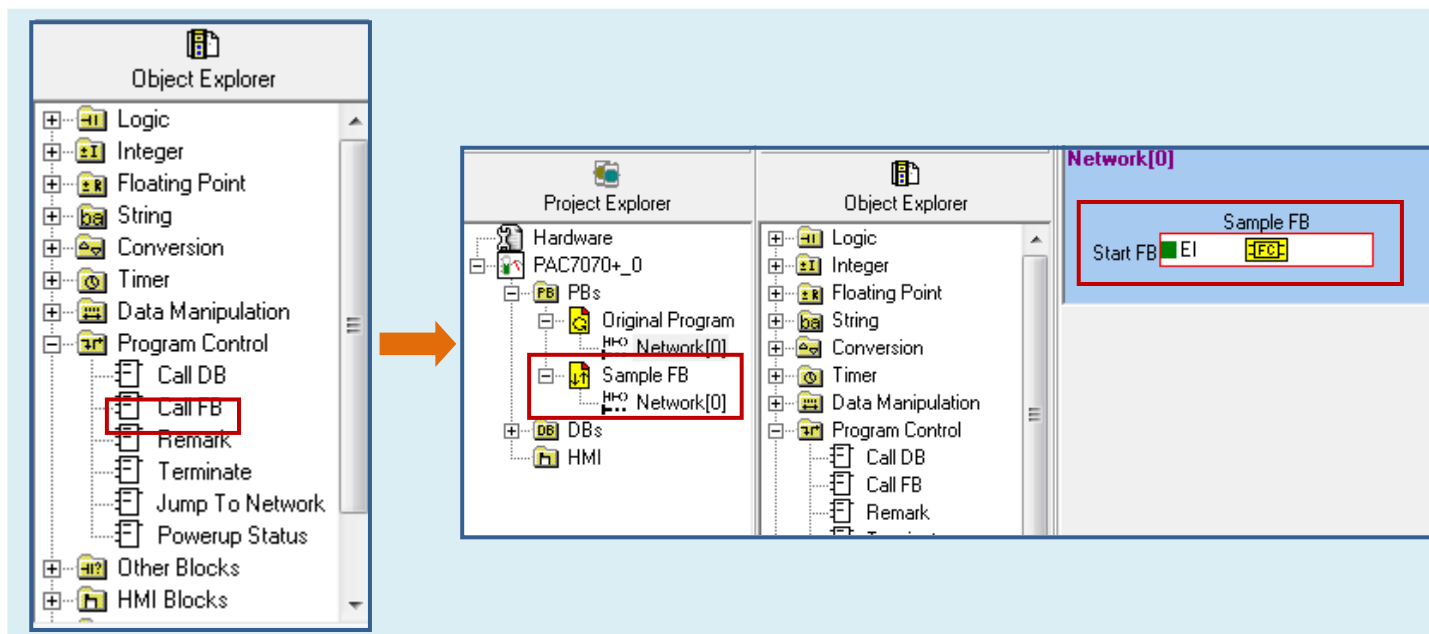 Object Explorer
Logic
Integer
Floating Point
String
Conversion
Timer
Data Manipulation
Program Control
Call DB
Call FB
Remark
Terminate
Jump To Network
Powerup Status
Other Blocks
HMI Blocks
Project Explorer
Hardware
PAC7070+_0
PBs
Original Program
Network[0]
Sample FB
Network[0]
DBs
HMI
Object Explorer
Logic
Integer
Floating Point
String
Conversion
Timer
Data Manipulation
Program Control
Call DB
Call FB
Remark
Network[0]
Sample FB
Start FB EI FC